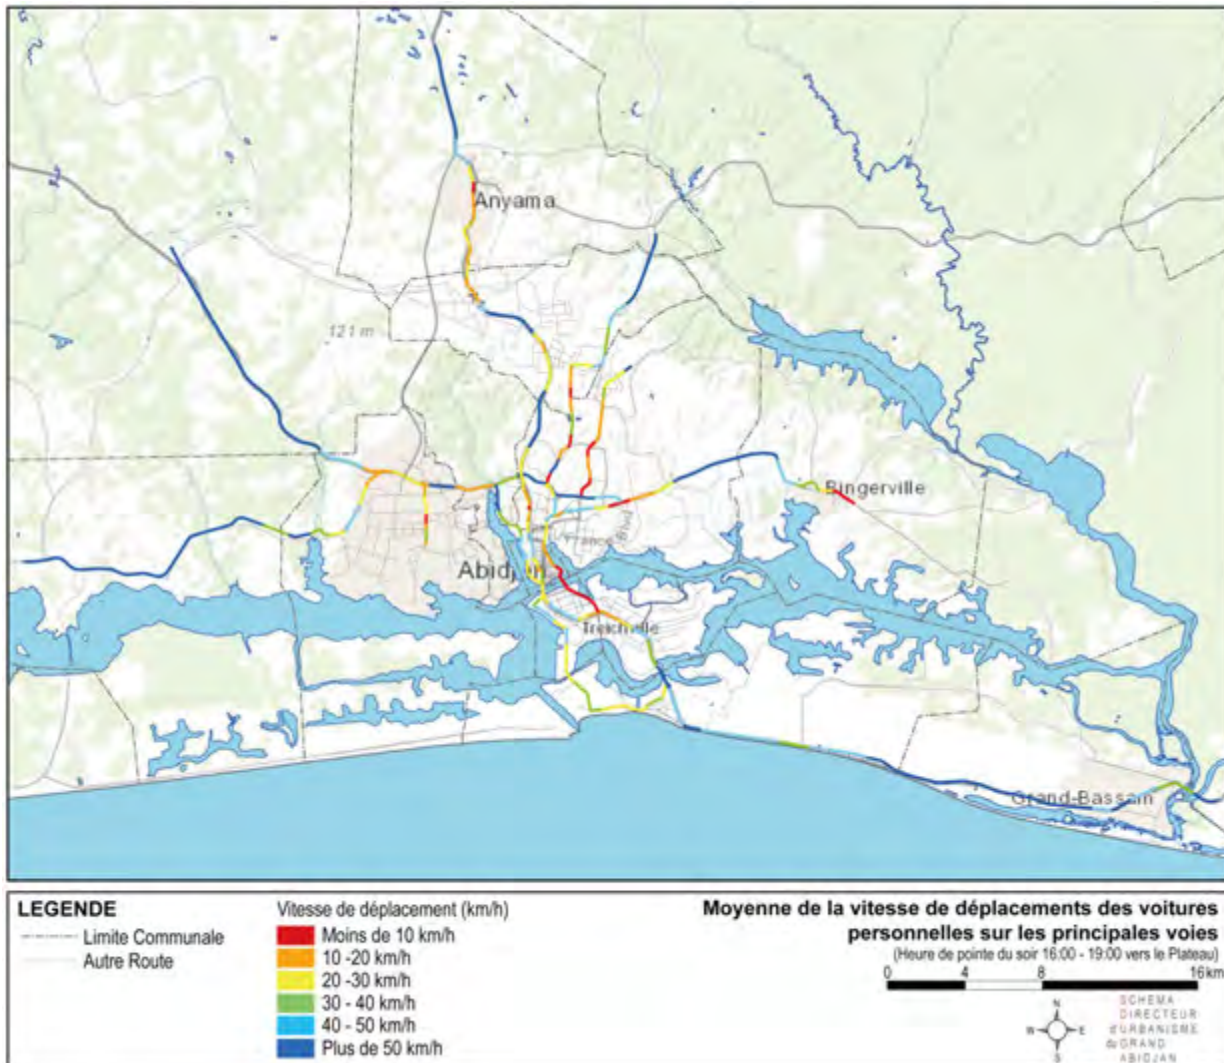 Anyama
121 m
Bingerville
Abidjan
Treichville
Grand-Bassam
LEGENDE
Limite Communale
Autre Route
Vitesse de déplacement (km/h)
Moins de 10 km/h
10 -20 km/h
20 -30 km/h
30 - 40 km/h
40 - 50 km/h
Plus de 50 km/h
Moyenne de la vitesse de déplacements des voitures
personnelles sur les principales voies
(Heure de pointe du soir 16:00 - 19:00 vers le Plateau)
0 4 8 16 km
N
W E
S
SCHEMA
DIRECTEUR
d'URBANISME
du GRAND
ABIDJAN